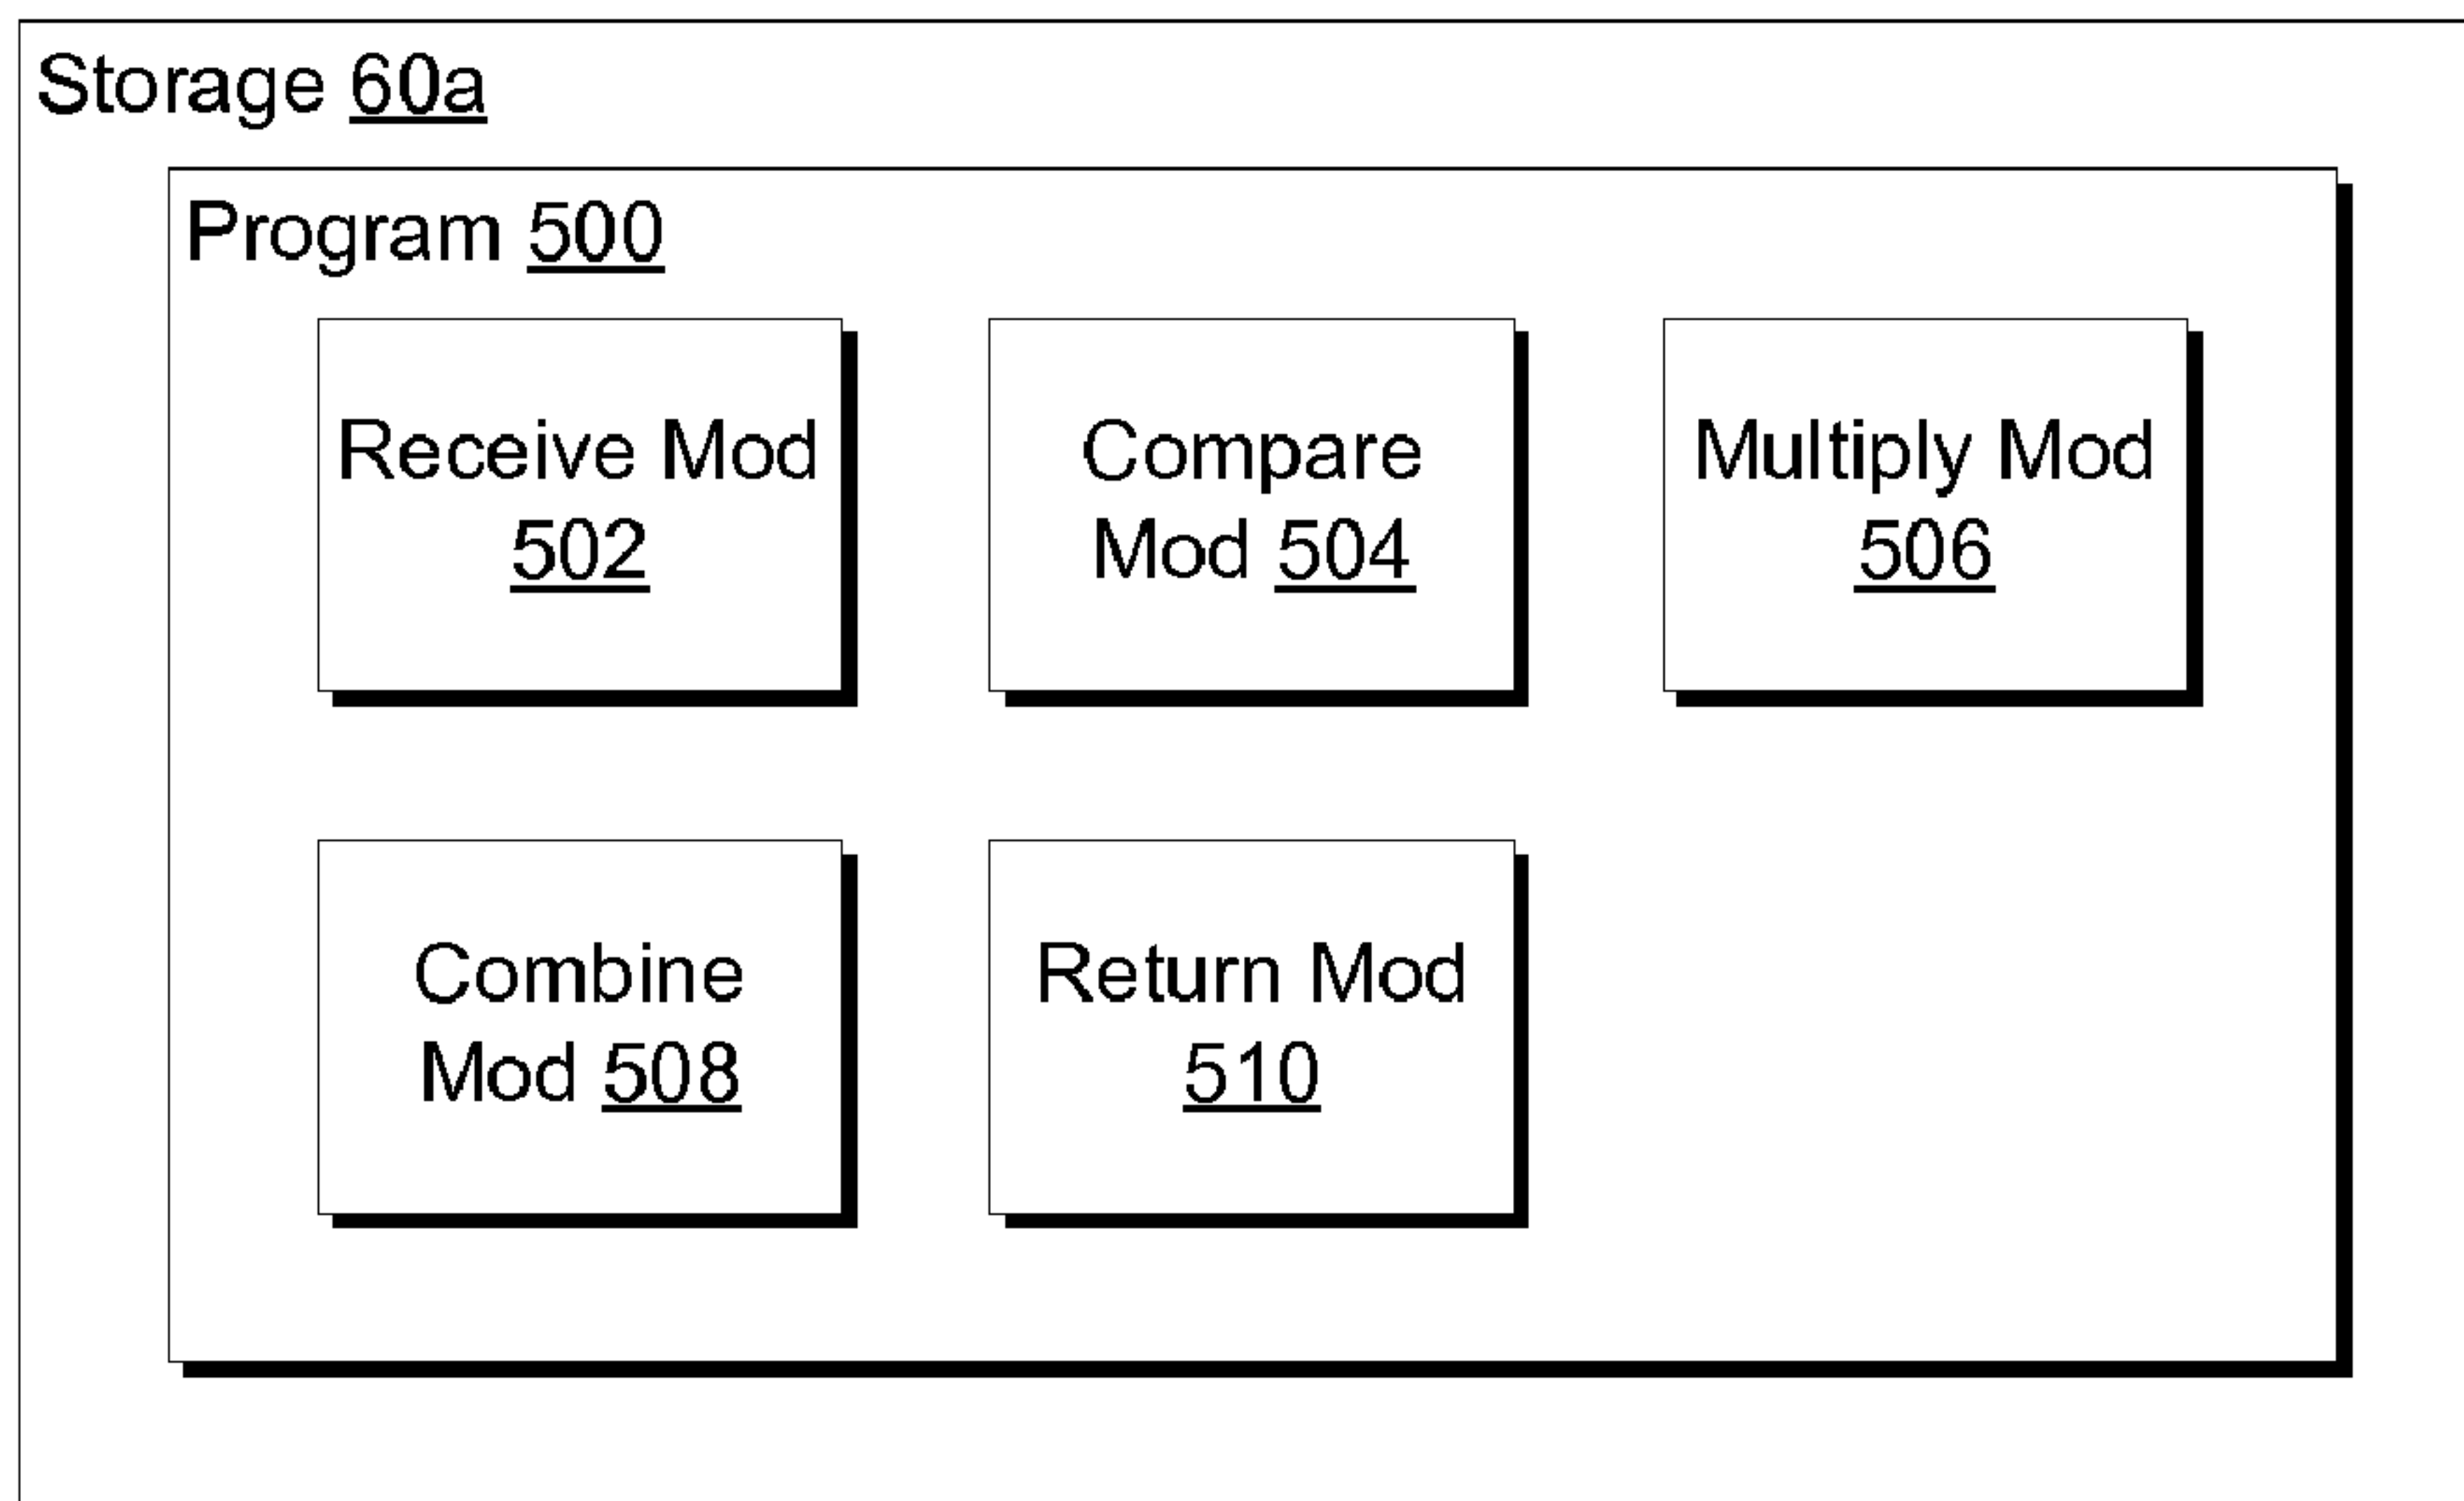 Storage 60a
Program 500
Receive Mod
502
Compare
Mod 504
Multiply Mod
506
Combine
Mod 508
Return Mod
510